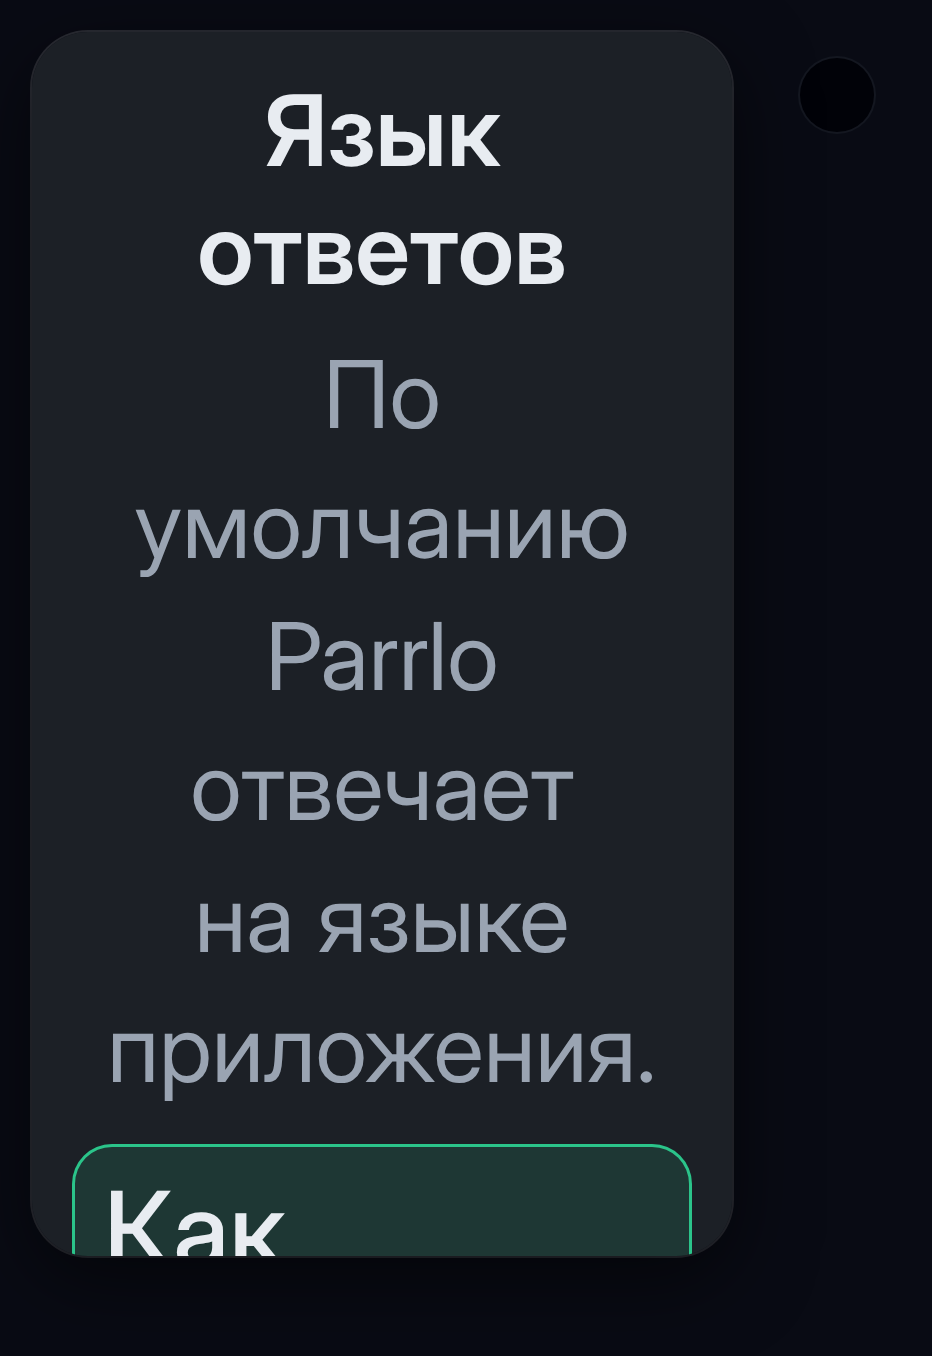 Язык
ответов
По
умолчанию
Parrlo
отвечает
на языке
приложения.
Как